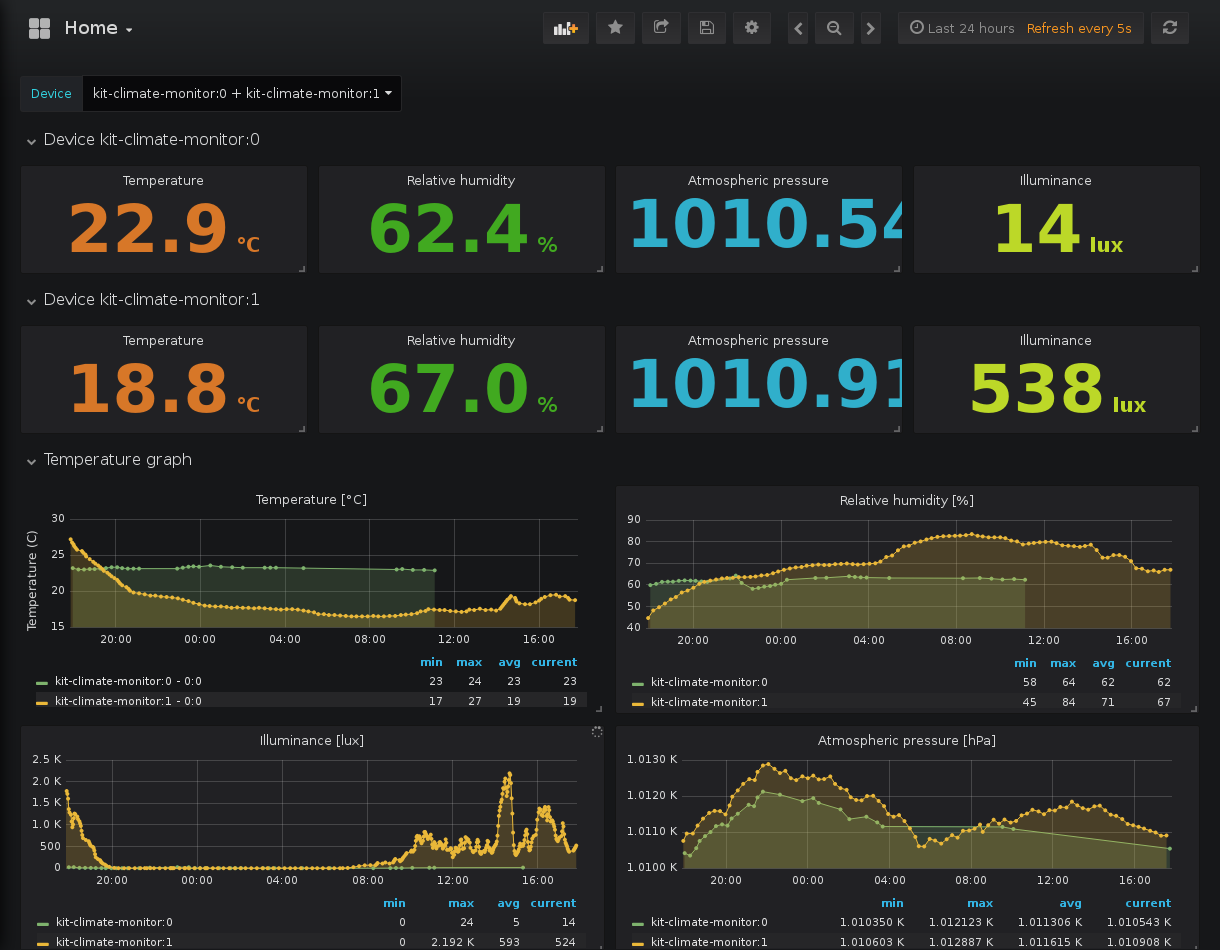 Home
Last 24 hours Refresh every 5s
Device kit-climate-monitor:0 + kit-climate-monitor:1
Device kit-climate-monitor:0
Temperature Relative humidity Atmospheric pressure Illuminance
22.9 °C 62.4 % 1010.54 14 lux
Device kit-climate-monitor:1
Temperature Relative humidity Atmospheric pressure Illuminance
18.8 °C 67.0 % 1010.91 538 lux
Temperature graph
Temperature [°C]
Temperature (C)
30
25
20
15
20:00 00:00 04:00 08:00 12:00 16:00
min max avg current
kit-climate-monitor:0 - 0:0 23 24 23 23
kit-climate-monitor:1 - 0:0 17 27 19 19
Relative humidity [%]
90
80
70
60
50
40
20:00 00:00 04:00 08:00 12:00 16:00
min max avg current
kit-climate-monitor:0 58 64 62 62
kit-climate-monitor:1 45 84 71 67
Illuminance [lux]
2.5 K
2.0 K
1.5 K
1.0 K
500
0
20:00 00:00 04:00 08:00 12:00 16:00
min max avg current
kit-climate-monitor:0 0 24 5 14
kit-climate-monitor:1 0 2.192 K 593 524
Atmospheric pressure [hPa]
1.0130 K
1.0120 K
1.0110 K
1.0100 K
20:00 00:00 04:00 08:00 12:00 16:00
min max avg current
kit-climate-monitor:0 1.010350 K 1.012123 K 1.011306 K 1.010543 K
kit-climate-monitor:1 1.010603 K 1.012887 K 1.011615 K 1.010908 K